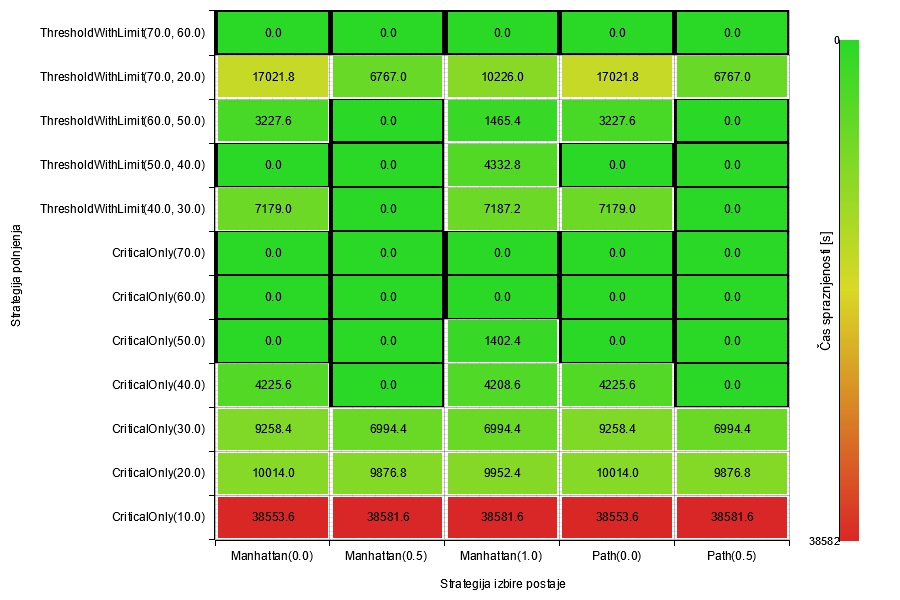 ThresholdWithLimit(70.0, 60.0) 0.0 0.0 0.0 0.0 0.0
ThresholdWithLimit(70.0, 20.0) 17021.8 6767.0 10226.0 17021.8 6767.0
ThresholdWithLimit(60.0, 50.0) 3227.6 0.0 1465.4 3227.6 0.0
ThresholdWithLimit(50.0, 40.0) 0.0 0.0 4332.8 0.0 0.0
ThresholdWithLimit(40.0, 30.0) 7179.0 0.0 7187.2 7179.0 0.0
CriticalOnly(70.0) 0.0 0.0 0.0 0.0 0.0
CriticalOnly(60.0) 0.0 0.0 0.0 0.0 0.0
CriticalOnly(50.0) 0.0 0.0 1402.4 0.0 0.0
CriticalOnly(40.0) 4225.6 0.0 4208.6 4225.6 0.0
CriticalOnly(30.0) 9258.4 6994.4 6994.4 9258.4 6994.4
CriticalOnly(20.0) 10014.0 9876.8 9952.4 10014.0 9876.8
CriticalOnly(10.0) 38553.6 38581.6 38581.6 38553.6 38581.6
Manhattan(0.0) Manhattan(0.5) Manhattan(1.0) Path(0.0) Path(0.5)
Strategija izbire postaje
Strategija polnjenja
0
38582
Čas spraznjenosti [s]